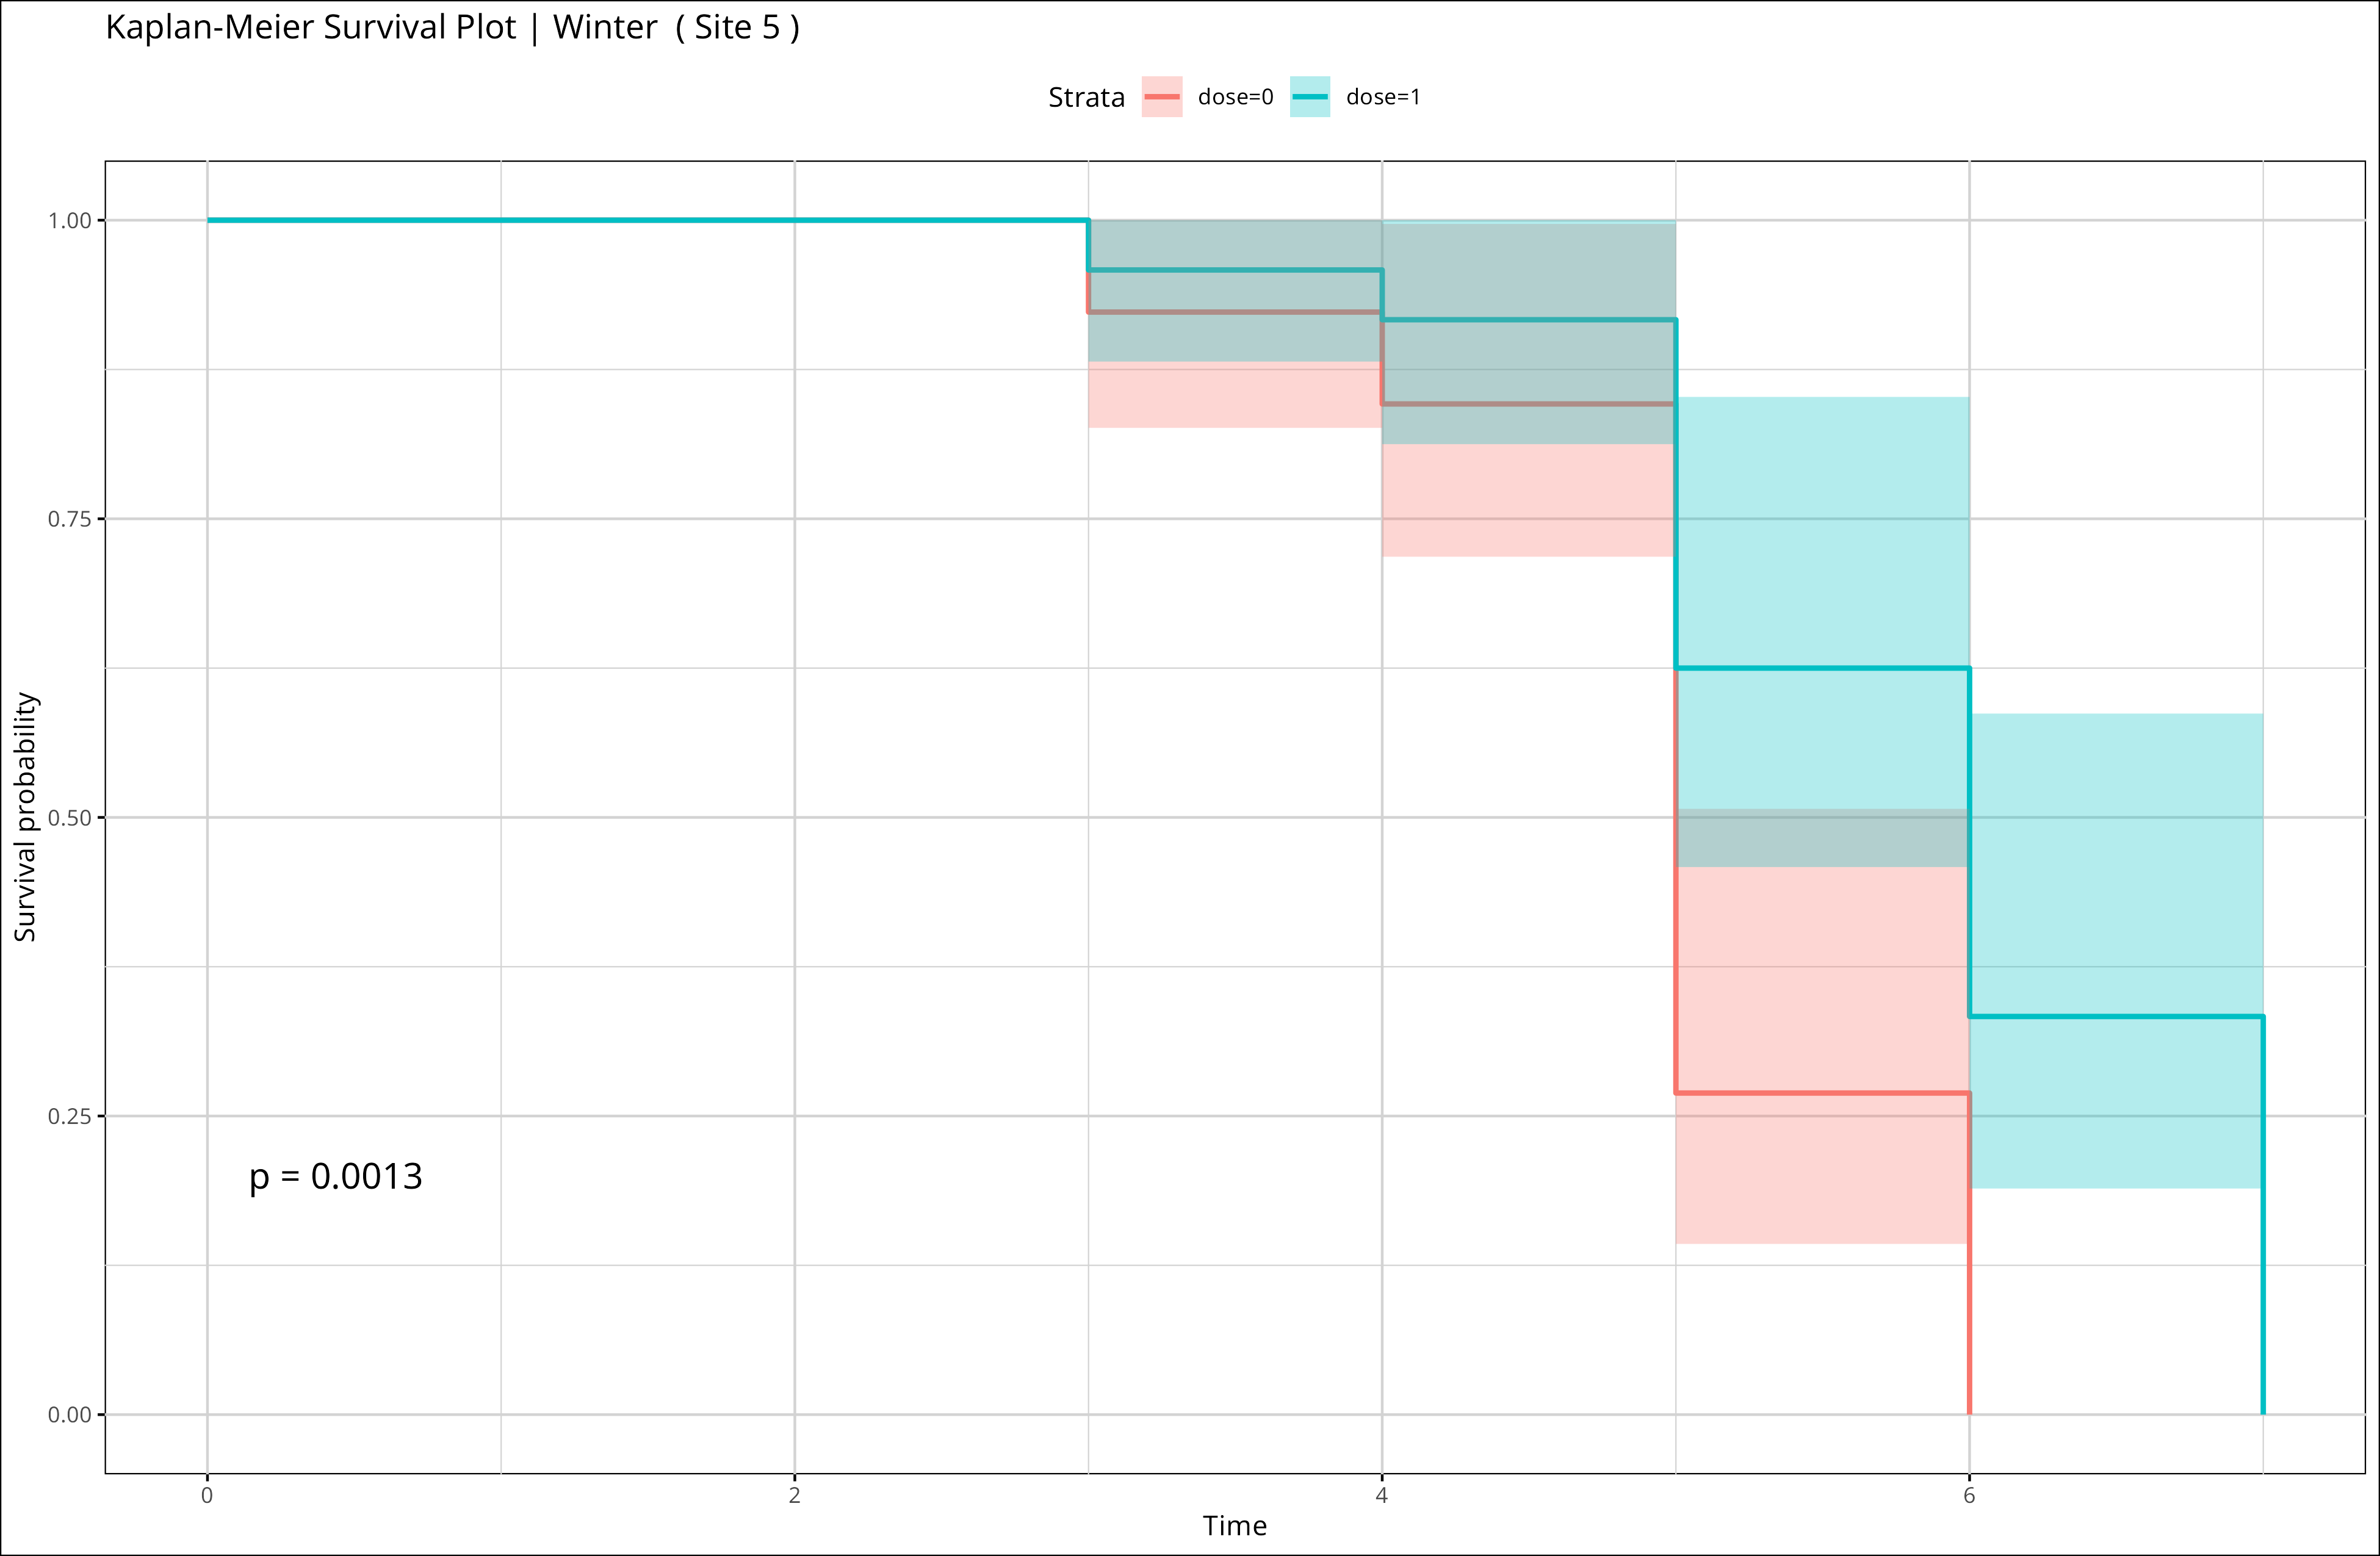 Kaplan-Meier Survival Plot | Winter  ( Site 5 )
Strata dose=0 dose=1
Survival probability
1.00
0.75
0.50
0.25
0.00
p = 0.0013
0 2 4 6
Time